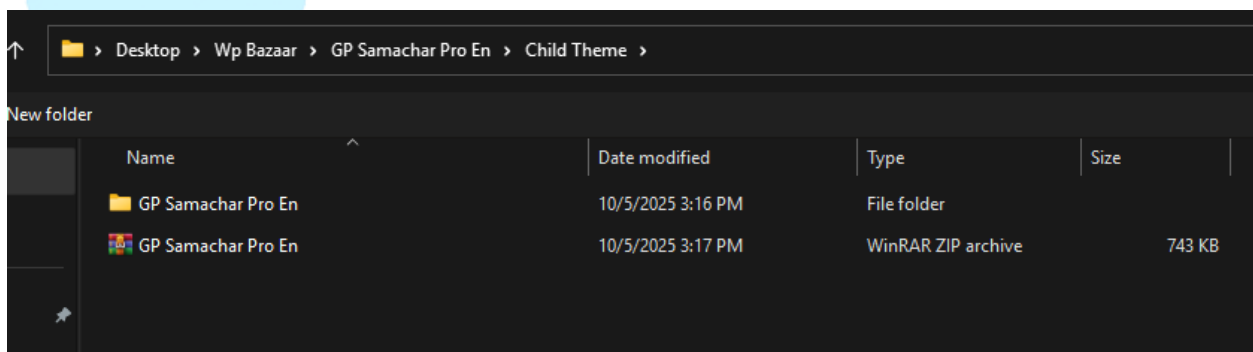 Desktop > Wp Bazaar > GP Samachar Pro En > Child Theme >
New folder
Name Date modified Type Size
GP Samachar Pro En 10/5/2025 3:16 PM File folder
GP Samachar Pro En 10/5/2025 3:17 PM WinRAR ZIP archive 743 KB